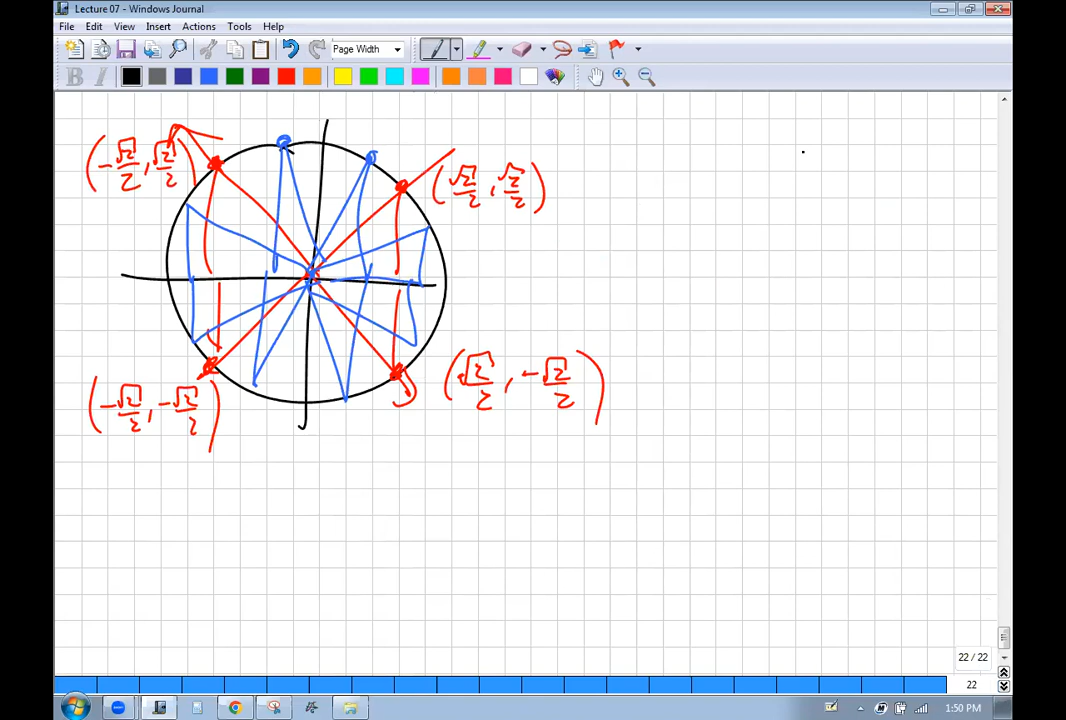 Lecture 07 - Windows Journal
File Edit View Insert Actions Tools Help
Page Width
B I
(-√2/2, √2/2)
(√2/2, √2/2)
(-√2/2, -√2/2)
(√2/2, -√2/2)
22 / 22
22
1:50 PM